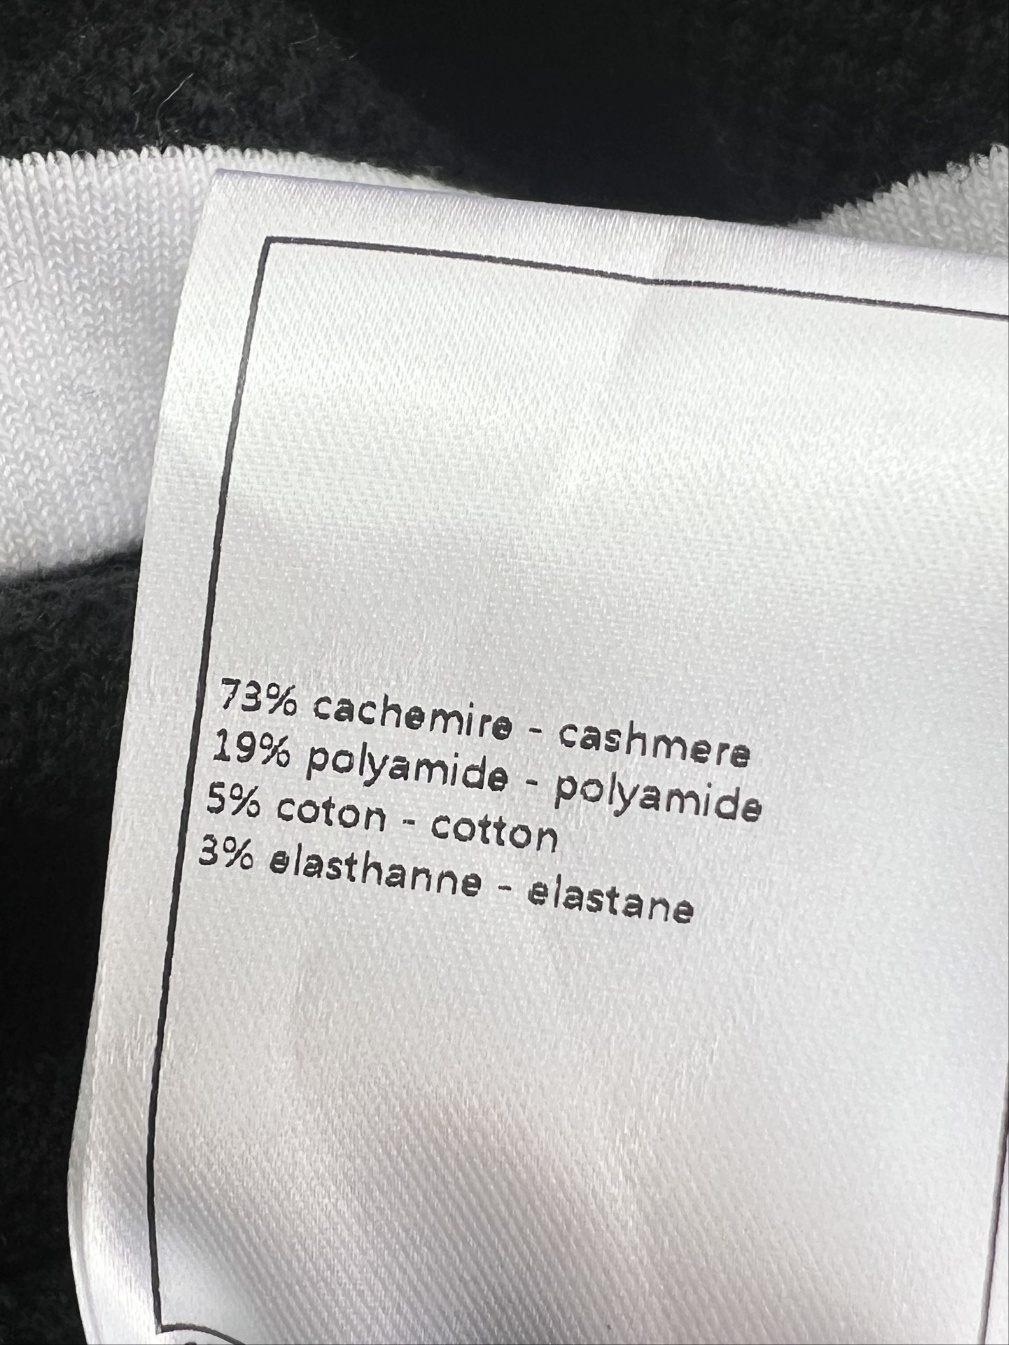 73% cachemire - cashmere
19% polyamide - polyamide
5% coton - cotton
3% elasthanne - elastane